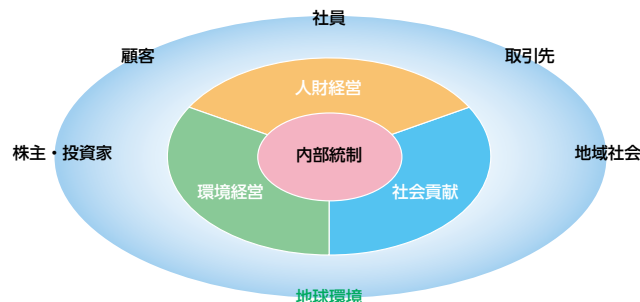 社員
顧客
取引先
人財経営
株主・投資家
内部統制
地域社会
環境経営
社会貢献
地球環境